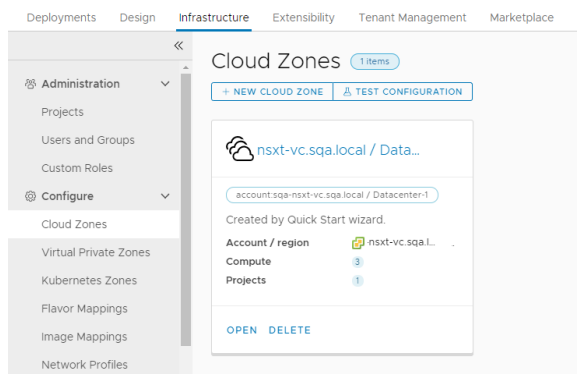 Deployments Design Infrastructure Extensibility Tenant Management Marketplace
«
Administration
Projects
Users and Groups
Custom Roles
Configure
Cloud Zones
Virtual Private Zones
Kubernetes Zones
Flavor Mappings
Image Mappings
Network Profiles
Cloud Zones 1 items
+ NEW CLOUD ZONE TEST CONFIGURATION
nsxt-vc.sqa.local / Data...
account:sqa-nsxt-vc.sqa.local / Datacenter-1
Created by Quick Start wizard.
Account / region -nsxt-vc.sqa.l... .
Compute 3
Projects 1
OPEN DELETE